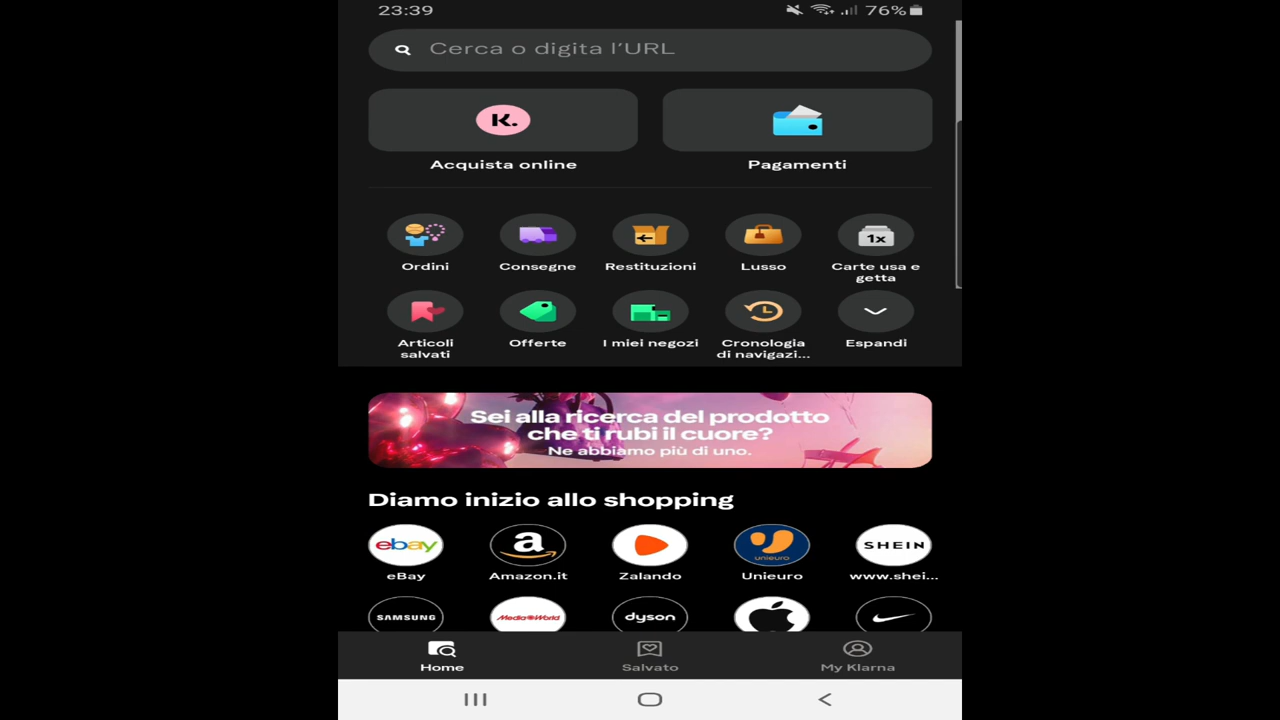 23:39
76%
Cerca o digita l'URL
K.
Acquista online
Pagamenti
1x
Ordini
Consegne
Restituzioni
Lusso
Carte usa e
getta
Articoli
salvati
Offerte
I miei negozi
Cronologia
di navigazi...
Espandi
Sei alla ricerca del prodotto
che ti rubi il cuore?
Ne abbiamo più di uno.
Diamo inizio allo shopping
ebay
a
unieuro
SHEIN
eBay
Amazon.it
Zalando
Unieuro
www.shei...
SAMSUNG
MediaWorld
dyson
Home
Salvato
My Klarna